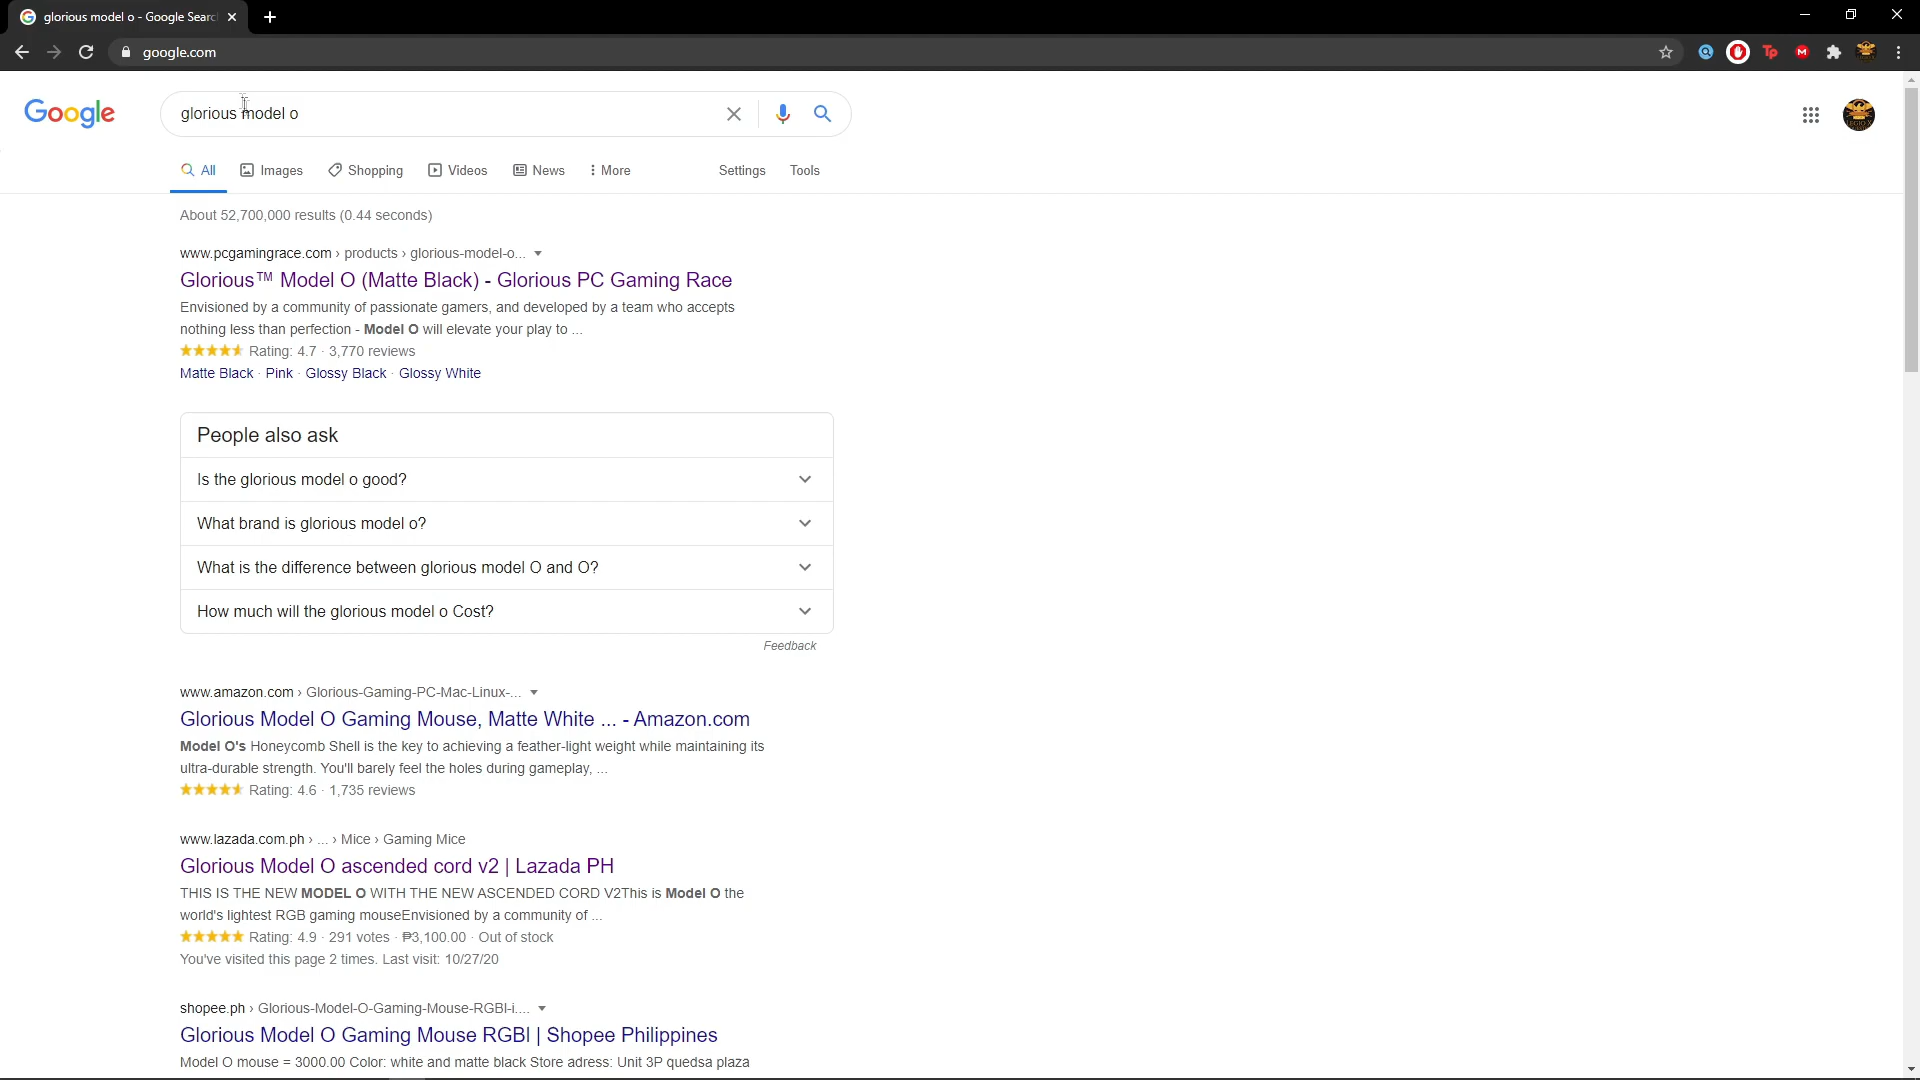 glorious model o - Google Searc
google.com
Google
glorious model o
All Images Shopping Videos News More Settings Tools
About 52,700,000 results (0.44 seconds)
www.pcgamingrace.com › products › glorious-model-o...
Glorious™ Model O (Matte Black) - Glorious PC Gaming Race
Envisioned by a community of passionate gamers, and developed by a team who accepts
nothing less than perfection - Model O will elevate your play to ...
Rating: 4.7 · 3,770 reviews
Matte Black · Pink · Glossy Black · Glossy White
People also ask
Is the glorious model o good?
What brand is glorious model o?
What is the difference between glorious model O and O?
How much will the glorious model o Cost?
Feedback
www.amazon.com › Glorious-Gaming-PC-Mac-Linux-...
Glorious Model O Gaming Mouse, Matte White ... - Amazon.com
Model O's Honeycomb Shell is the key to achieving a feather-light weight while maintaining its
ultra-durable strength. You'll barely feel the holes during gameplay, ...
Rating: 4.6 · 1,735 reviews
www.lazada.com.ph › ... › Mice › Gaming Mice
Glorious Model O ascended cord v2 | Lazada PH
THIS IS THE NEW MODEL O WITH THE NEW ASCENDED CORD V2This is Model O the
world's lightest RGB gaming mouseEnvisioned by a community of ...
Rating: 4.9 · 291 votes · ₱3,100.00 · Out of stock
You've visited this page 2 times. Last visit: 10/27/20
shopee.ph › Glorious-Model-O-Gaming-Mouse-RGBl-i....
Glorious Model O Gaming Mouse RGBl | Shopee Philippines
Model O mouse = 3000.00 Color: white and matte black Store adress: Unit 3P quedsa plaza